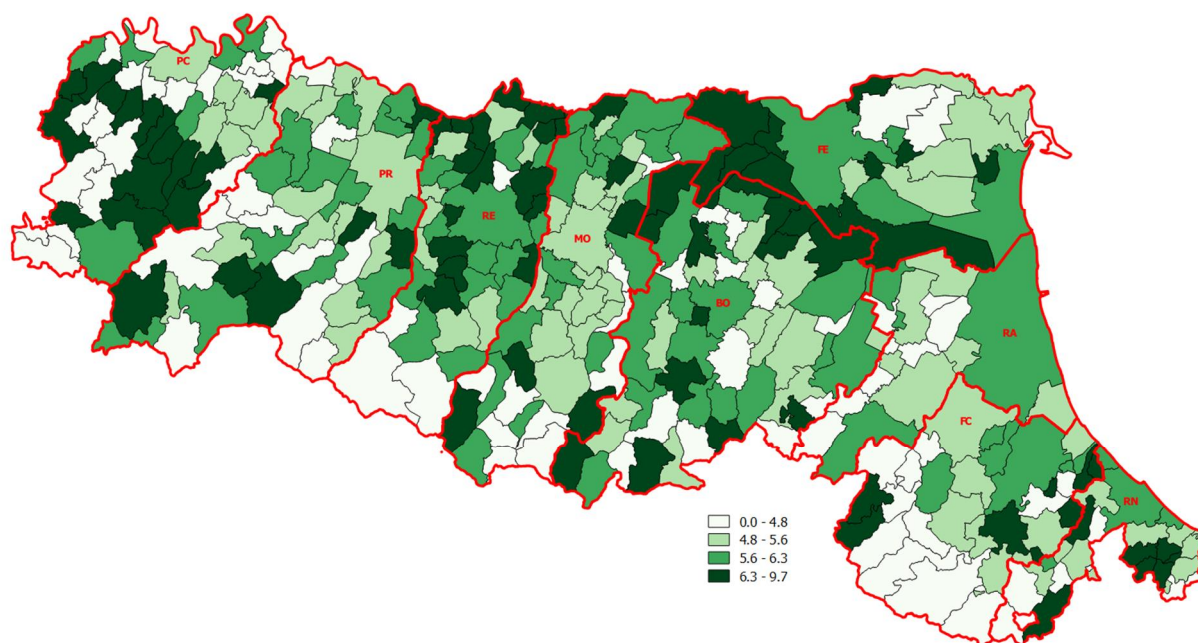 PC
FE
PR
RE
MO
BO
RA
FC
RN
0.0 - 4.8
4.8 - 5.6
5.6 - 6.3
6.3 - 9.7